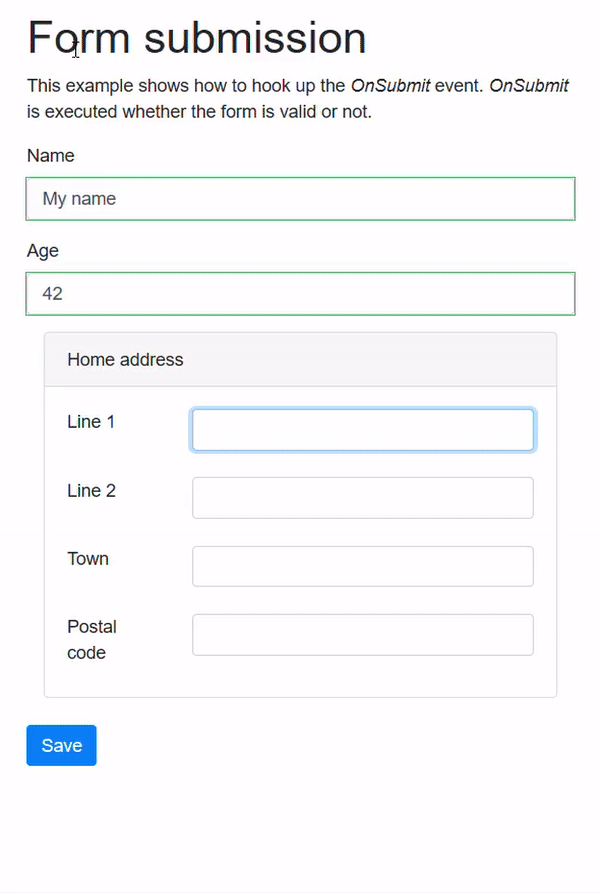 Form submission
This example shows how to hook up the OnSubmit event. OnSubmit
is executed whether the form is valid or not.
Name
My name
Age
42
Home address
Line 1
Line 2
Town
Postal
code
Save